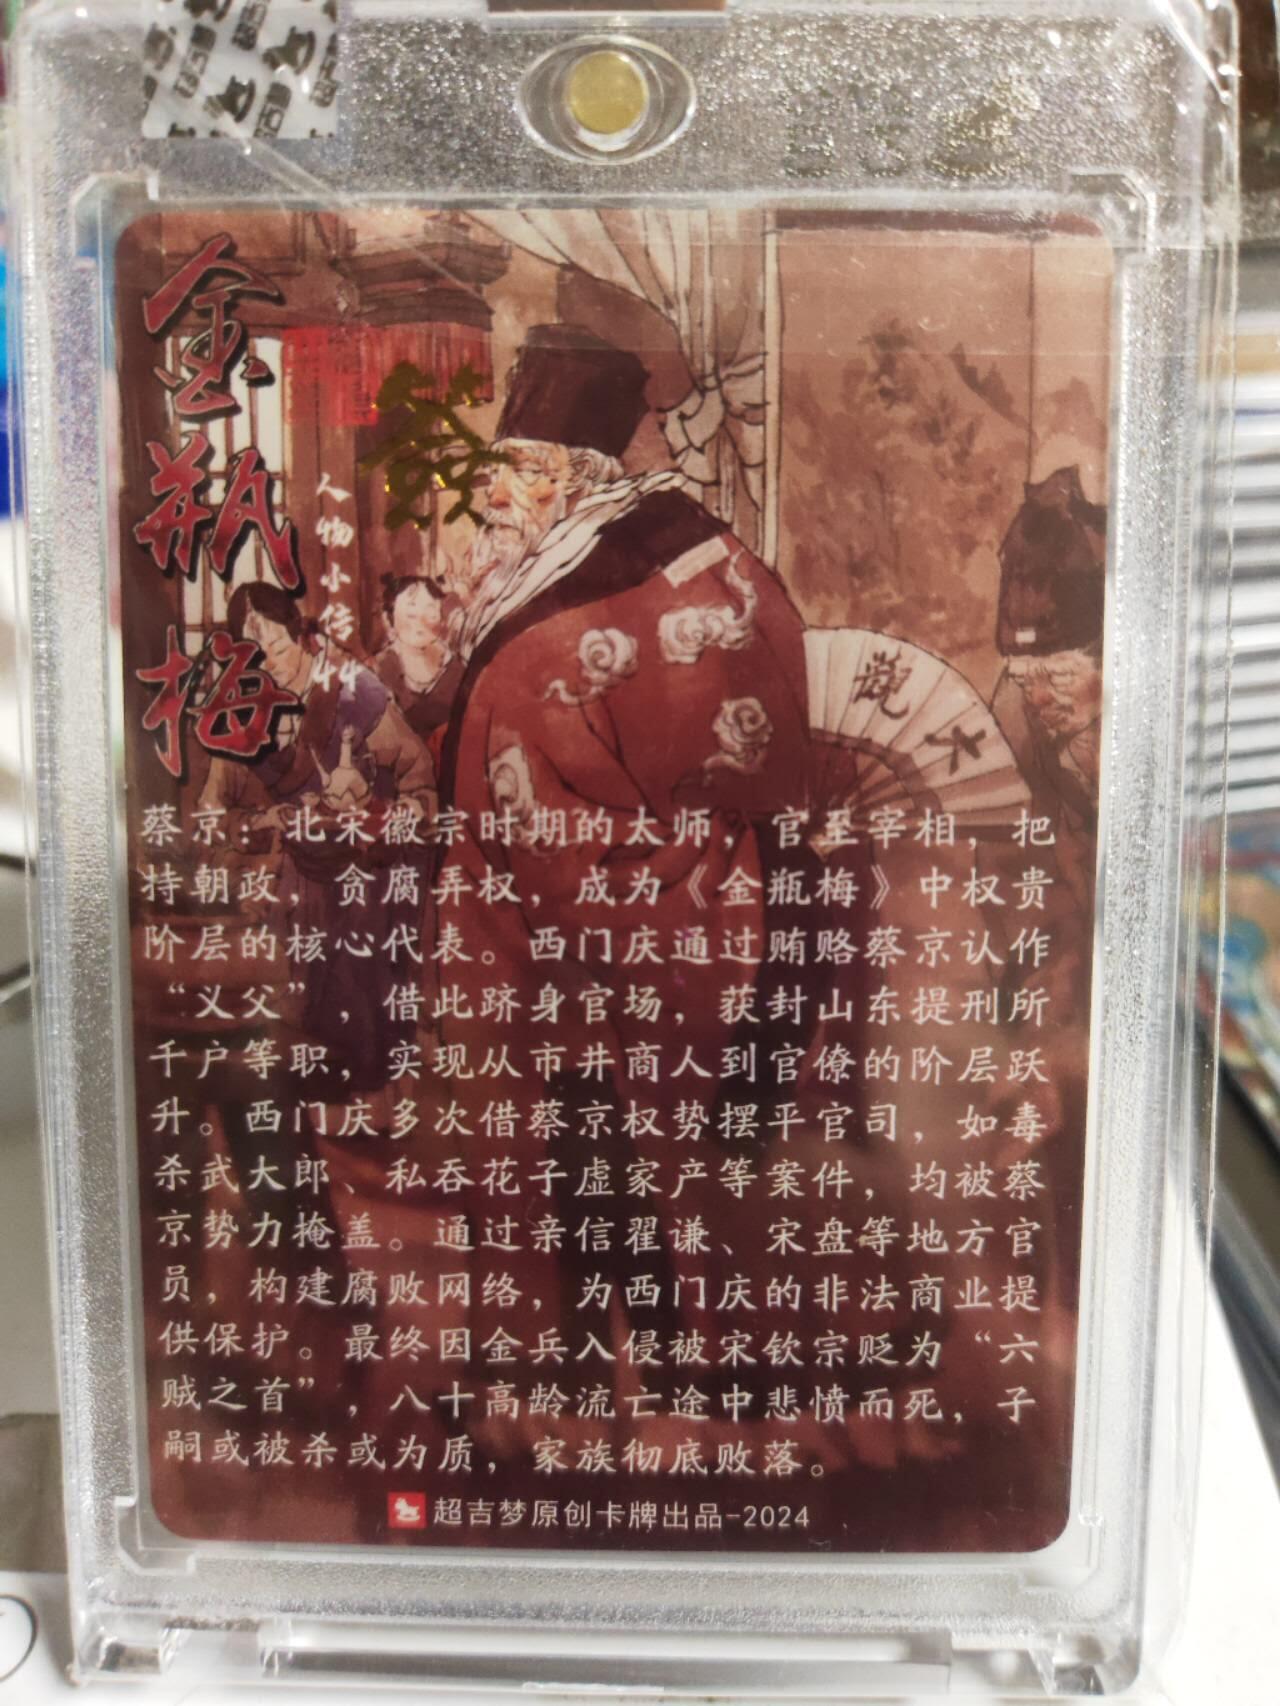 金瓶梅
人物小传44
签
大观
蔡京：北宋徽宗时期的太师，官至宰相，把
持朝政，贪腐弄权，成为《金瓶梅》中权贵
阶层的核心代表。西门庆通过贿赂蔡京认作
“义父”，借此跻身官场，获封山东提刑所
千户等职，实现从市井商人到官僚的阶层跃
升。西门庆多次借蔡京权势摆平官司，如毒
杀武大郎、私吞花子虚家产等案件，均被蔡
京势力掩盖。通过亲信翟谦、宋盘等地方官
员，构建腐败网络，为西门庆的非法商业提
供保护。最终因金兵入侵被宋钦宗贬为“六
贼之首”，八十高龄流亡途中悲愤而死，子
嗣或被杀或为质，家族彻底败落。
超吉梦原创卡牌出品-2024